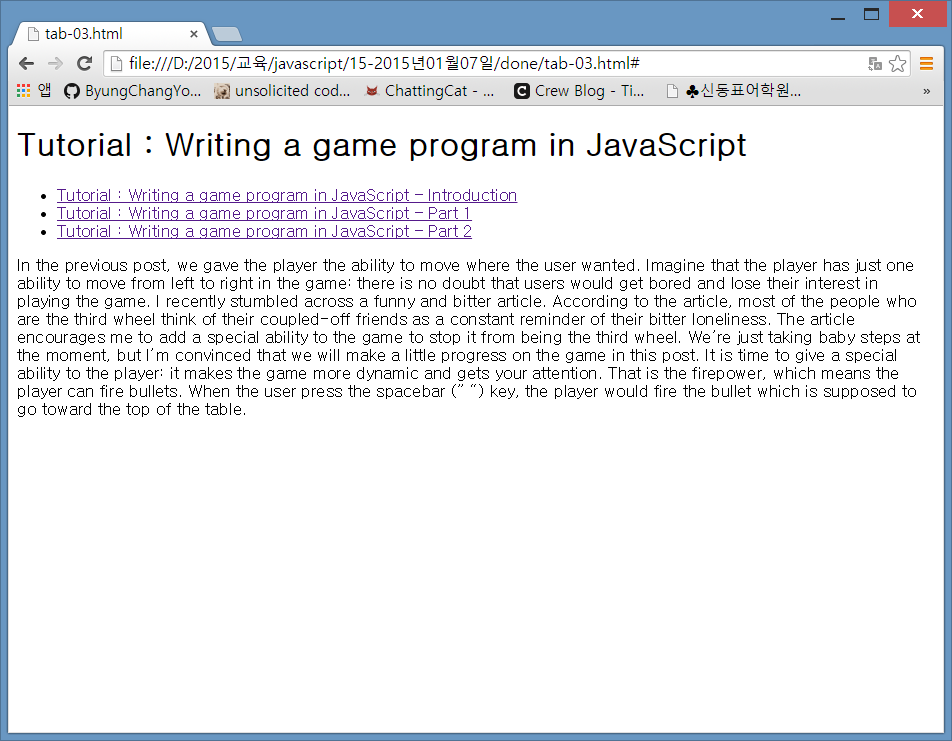 tab-03.html
file:///D:/2015/교육/javascript/15-2015년01월07일/done/tab-03.html#
앱 ByungChangYo... unsolicited cod... ChattingCat - ... Crew Blog - Ti... ♣신동표어학원... »
Tutorial : Writing a game program in JavaScript
• Tutorial : Writing a game program in JavaScript - Introduction
• Tutorial : Writing a game program in JavaScript - Part 1
• Tutorial : Writing a game program in JavaScript - Part 2
In the previous post, we gave the player the ability to move where the user wanted. Imagine that the player has just one
ability to move from left to right in the game: there is no doubt that users would get bored and lose their interest in
playing the game. I recently stumbled across a funny and bitter article. According to the article, most of the people who
are the third wheel think of their coupled-off friends as a constant reminder of their bitter loneliness. The article
encourages me to add a special ability to the game to stop it from being the third wheel. We're just taking baby steps at
the moment, but I'm convinced that we will make a little progress on the game in this post. It is time to give a special
ability to the player: it makes the game more dynamic and gets your attention. That is the firepower, which means the
player can fire bullets. When the user press the spacebar (” “) key, the player would fire the bullet which is supposed to
go toward the top of the table.